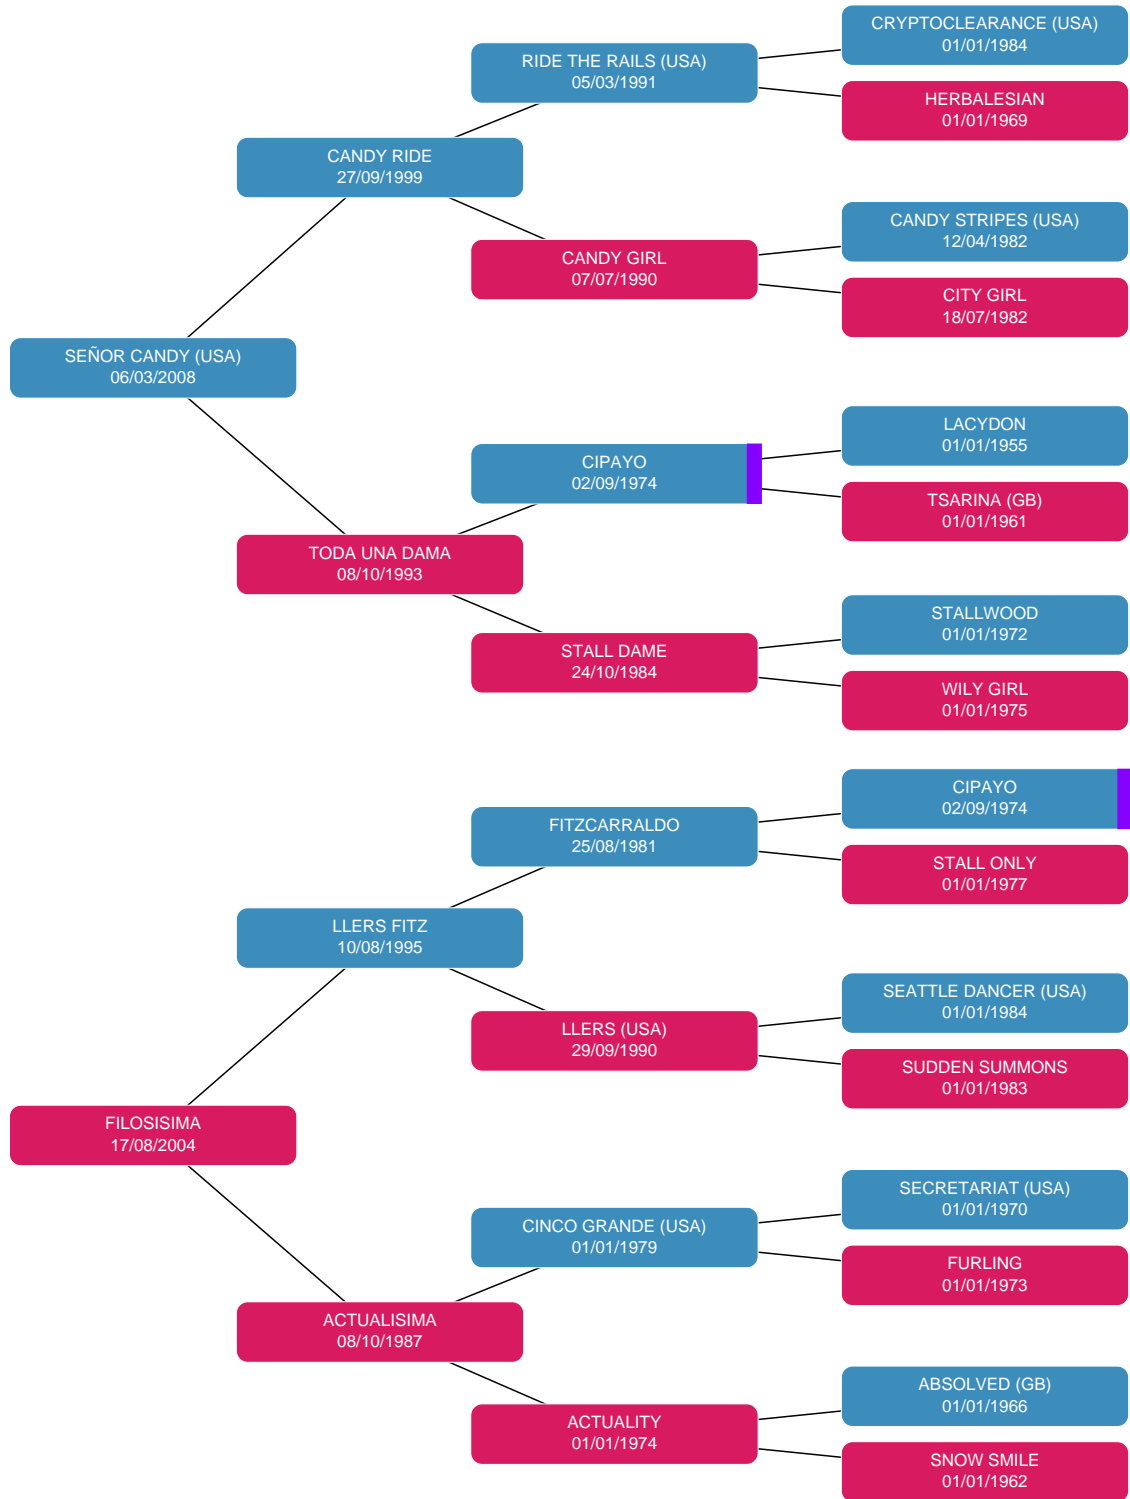 CRYPTOCLEARANCE (USA)
01/01/1984
RIDE THE RAILS (USA)
05/03/1991
HERBALESIAN
01/01/1969
CANDY RIDE
27/09/1999
CANDY STRIPES (USA)
12/04/1982
CANDY GIRL
07/07/1990
CITY GIRL
18/07/1982
SEÑOR CANDY (USA)
06/03/2008
LACYDON
01/01/1955
CIPAYO
02/09/1974
TSARINA (GB)
01/01/1961
TODA UNA DAMA
08/10/1993
STALLWOOD
01/01/1972
STALL DAME
24/10/1984
WILY GIRL
01/01/1975
CIPAYO
02/09/1974
FITZCARRALDO
25/08/1981
STALL ONLY
01/01/1977
LLERS FITZ
10/08/1995
SEATTLE DANCER (USA)
01/01/1984
LLERS (USA)
29/09/1990
SUDDEN SUMMONS
01/01/1983
FILOSISIMA
17/08/2004
SECRETARIAT (USA)
01/01/1970
CINCO GRANDE (USA)
01/01/1979
FURLING
01/01/1973
ACTUALISIMA
08/10/1987
ABSOLVED (GB)
01/01/1966
ACTUALITY
01/01/1974
SNOW SMILE
01/01/1962